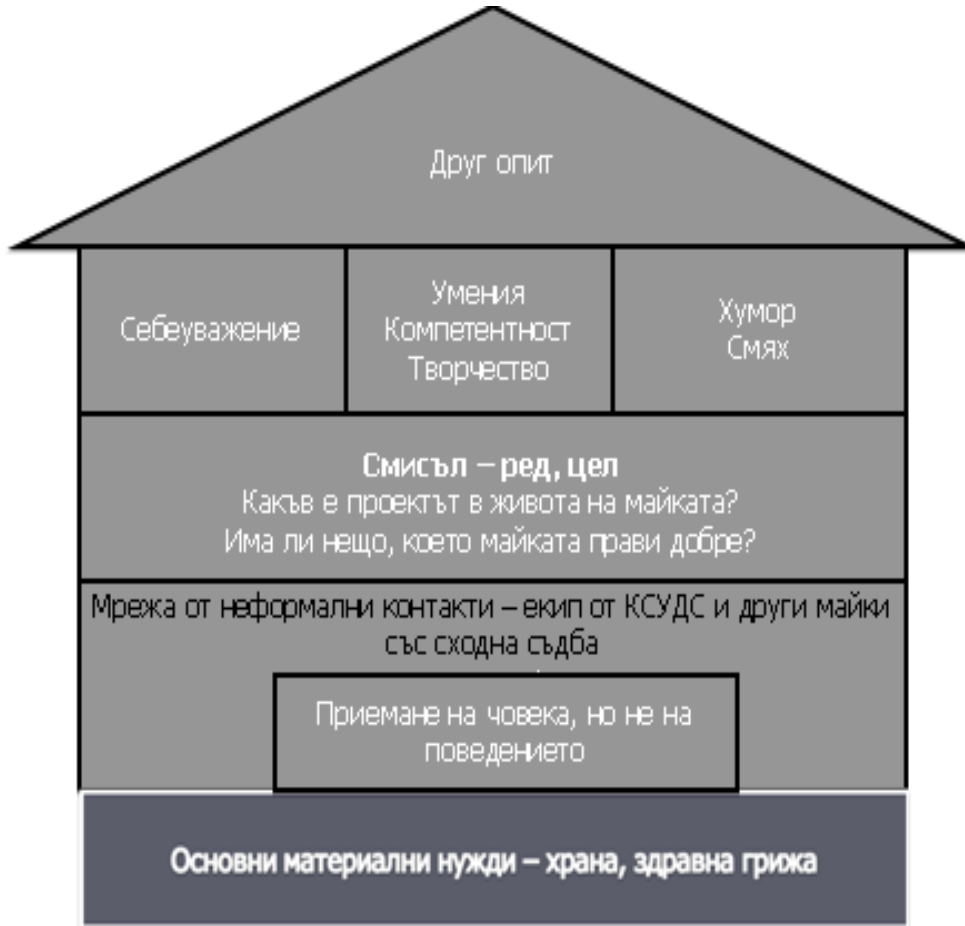 Друг опит
Себеуважение
Умения
Компетентност
Творчество
Хумор
Смях
Смисъл – ред, цел
Какъв е проектът в живота на майката?
Има ли нещо, което майката прави добре?
Мрежа от неформални контакти – екип от КСУДС и други майки
със сходна съдба
Приемане на човека, но не на
поведението
Основни материални нужди – храна, здравна грижа